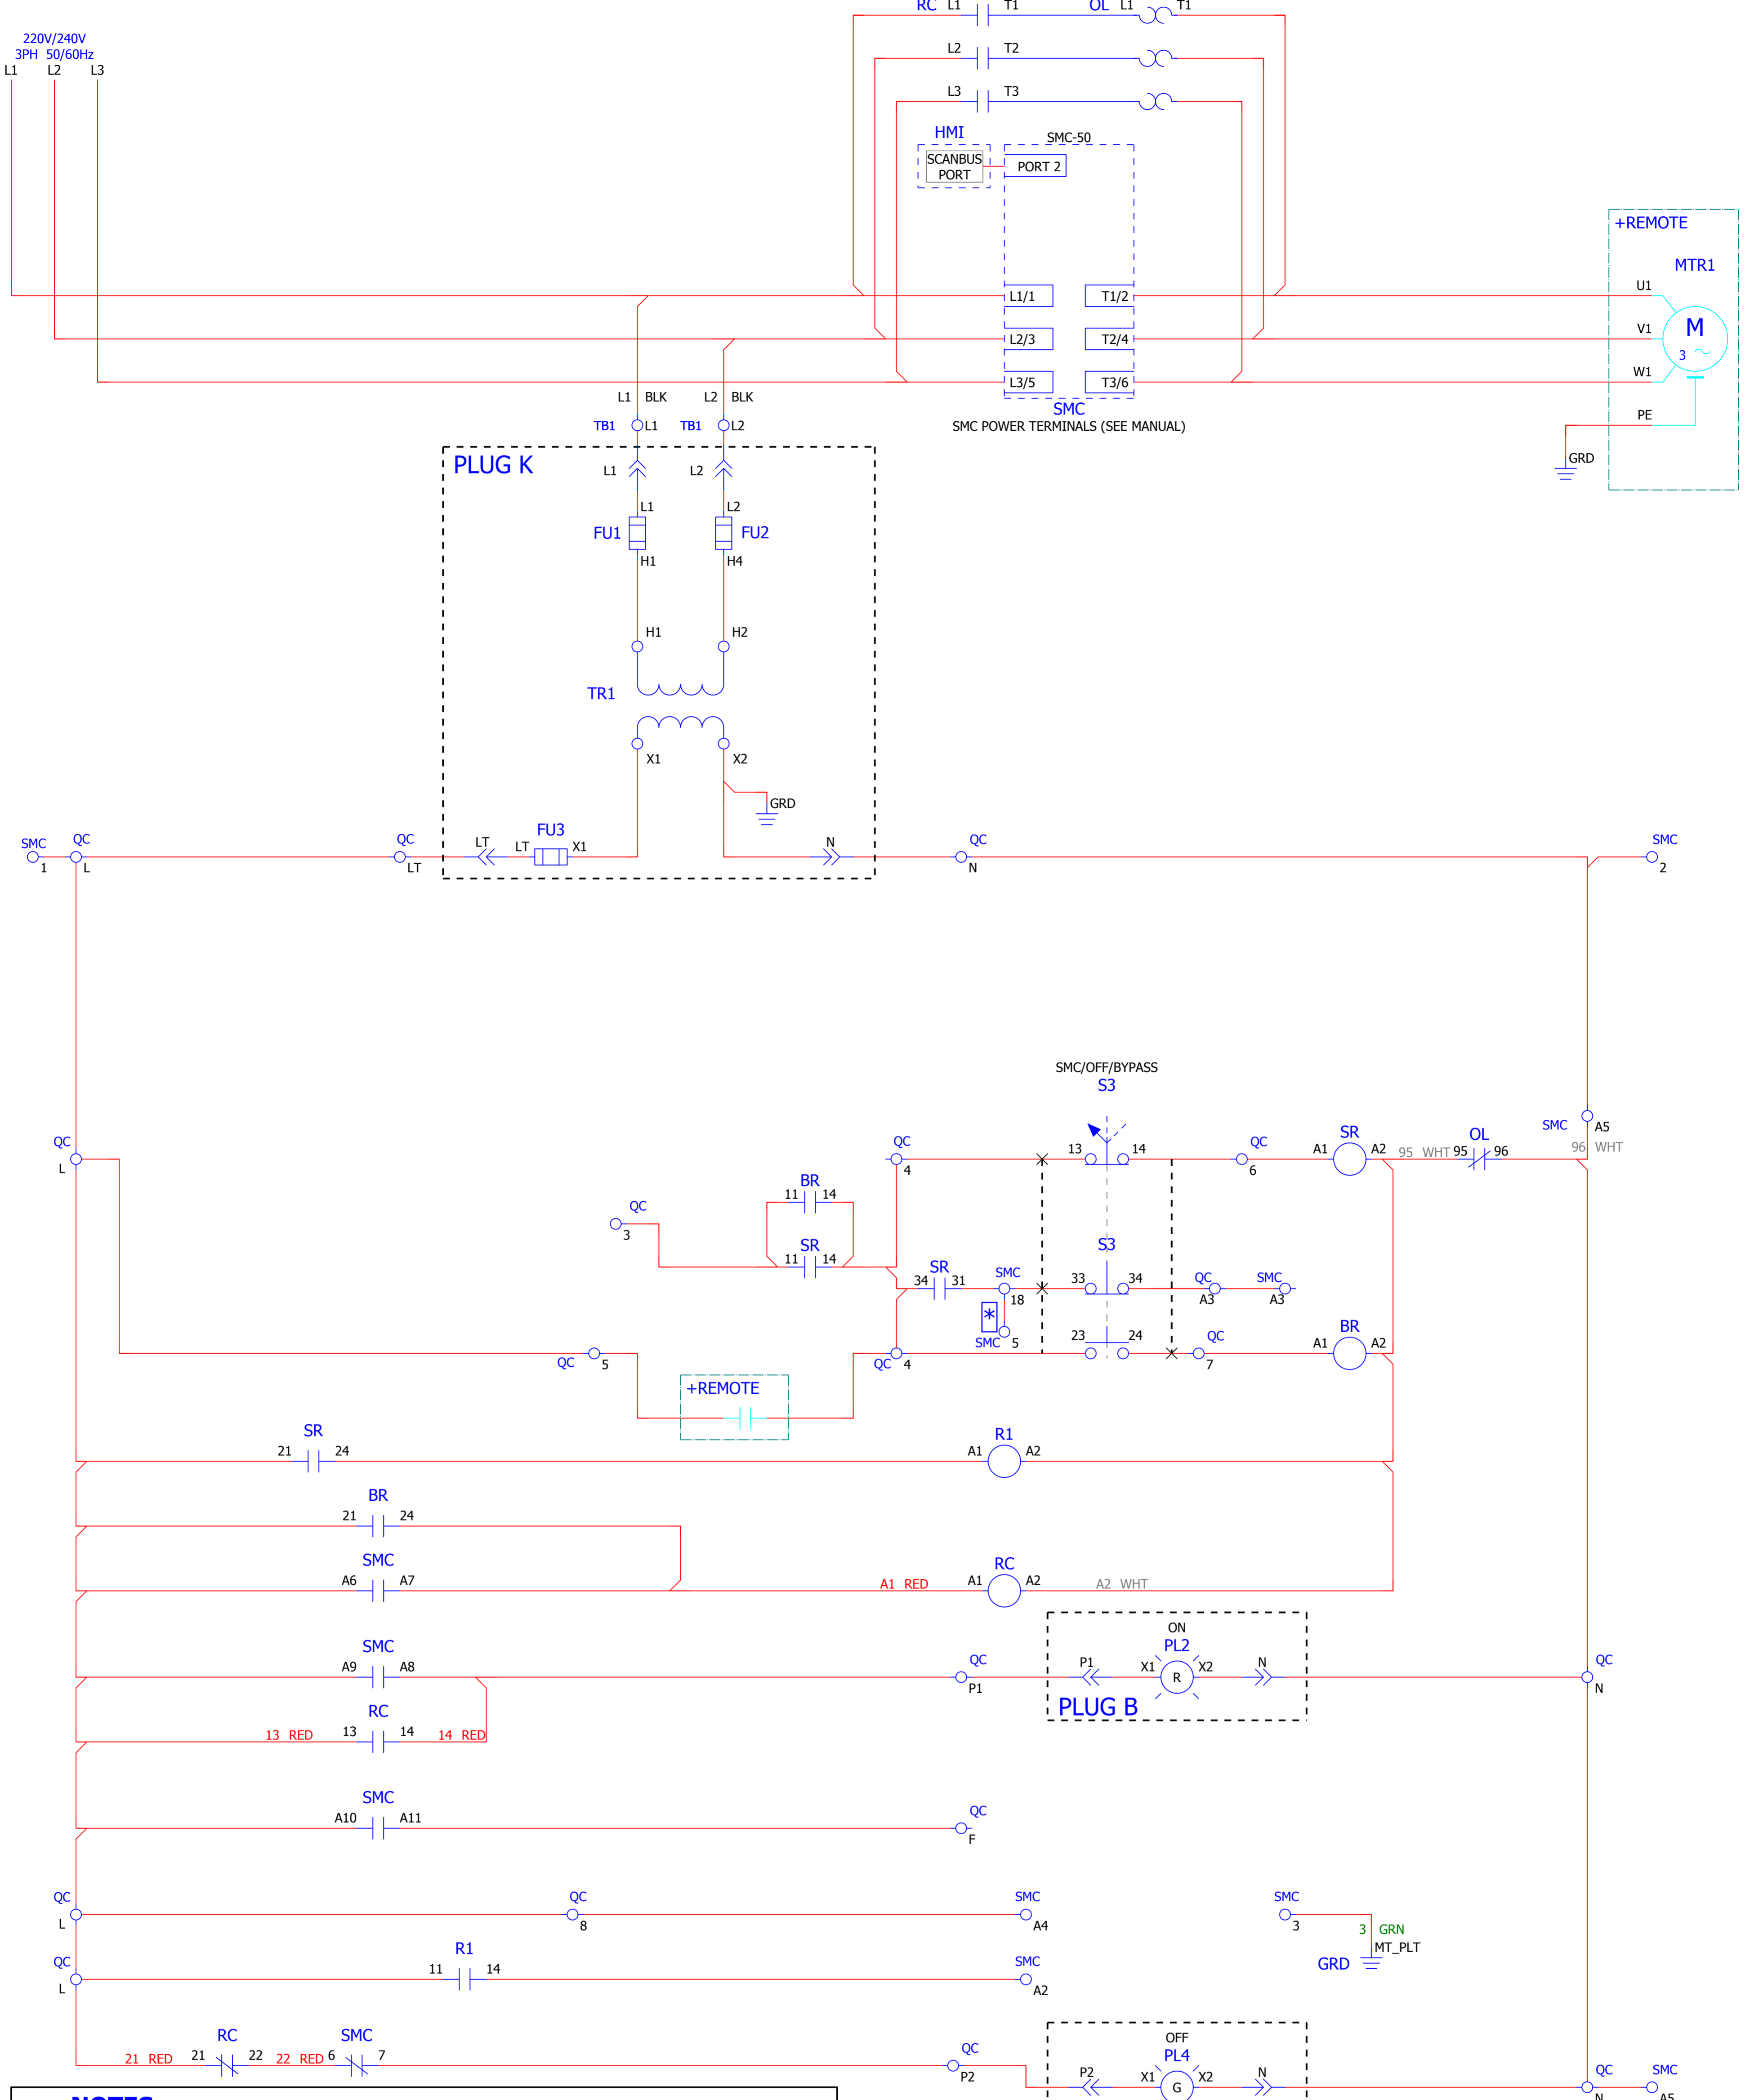 RC L1 T1 OL L1 T1
220V/240V
3PH 50/60Hz
L1 L2 L3
L2 T2
L3 T3
HMI
SMC-50
SCANBUS
PORT
PORT 2
+REMOTE
MTR1
L1/1 T1/2 U1
L2/3 T2/4 V1
M
3
L3/5 T3/6 W1
L1 BLK L2 BLK
SMC
PE
TB1 L1 TB1 L2
SMC POWER TERMINALS (SEE MANUAL)
GRD
PLUG K
L1 L2
L1 L2
FU1 FU2
H1 H4
H1 H2
TR1
X1 X2
GRD
SMC QC QC LT LT FU3 X1 N QC SMC
1 L LT N 2
SMC/OFF/BYPASS
S3
SMC A5
QC QC 13 14 QC SR OL 96 WHT
L 4 6 A1 A2 95 WHT 95 96
BR
11 14
QC
3
SR
11 14
S3
SR
34 31 SMC 33 34 QC SMC
18 A3 A3
*
SMC 5
23 24 QC BR
A1 A2
QC 5 QC 4 7
+REMOTE
SR R1
21 24 A1 A2
BR
21 24
SMC RC
A6 A7 A1 RED A1 A2 A2 WHT
ON
SMC PL2
A9 A8 QC P1 X1 R X2 N QC
P1 N
PLUG B
RC
13 RED 13 14 14 RED
SMC
A10 A11 QC
F
QC QC SMC SMC
L 8 A4 3
3 GRN
MT_PLT
GRD
QC R1 SMC
L 11 14 A2
OFF
RC SMC PL4
21 RED 21 22 22 RED 6 7 QC
P2 P2 X1 G X2 N QC SMC
N A5
NOTES